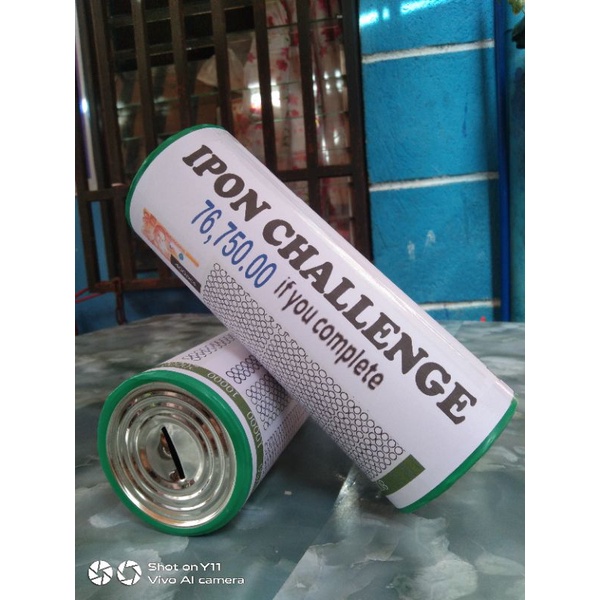 IPON CHALLENGE
76,750.00 if you complete
Shot on Y11
Vivo AI camera